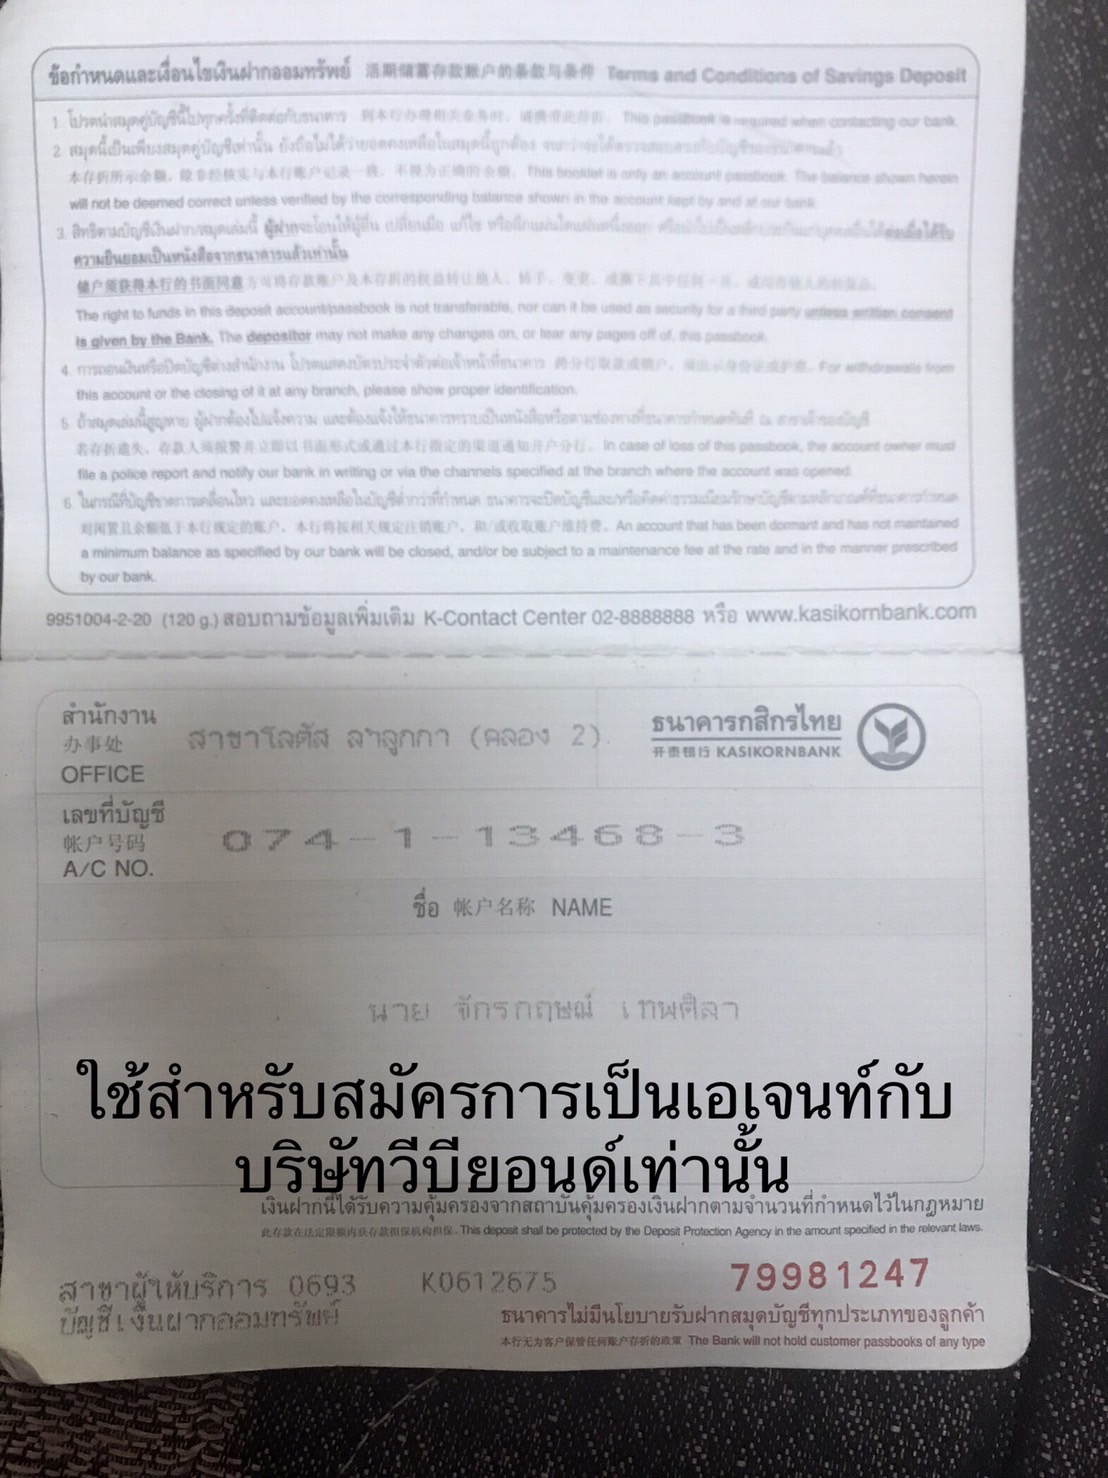 ข้อกำหนดและเงื่อนไขเงินฝากออมทรัพย์ 活期储蓄存款账户的条款与条件 Terms and Conditions of Savings Deposit
1. โปรดนำสมุดคู่บัญชีนี้ไปทุกครั้งที่ติดต่อกับธนาคาร 到本行办理相关业务时，请携带此存折。This passbook is required when contacting our bank.
2. สมุดนี้เป็นเพียงสมุดคู่บัญชีเท่านั้น ยังถือไม่ได้ว่ายอดคงเหลือในสมุดนี้ถูกต้อง จนกว่าจะได้ตรวจสอบตรงกับบัญชีของธนาคารแล้ว
本存折所示余额，除非经核实与本行账户记录一致，不视为正确的余额。This booklet is only an account passbook. The balance shown herein
will not be deemed correct unless verified by the corresponding balance shown in the account kept by and at our bank.
3. สิทธิตามบัญชีเงินฝาก/สมุดเล่มนี้ ผู้ฝากจะโอนให้ผู้อื่น เปลี่ยนมือ แก้ไข หรือฉีกแผ่นใดแผ่นหนึ่งออก ต่อเมื่อได้รับ
ความยินยอมเป็นหนังสือจากธนาคารแล้วเท่านั้น
储户须获得本行的书面同意方可将存款账户及本存折的权益转让他人、转手、变更、
The right to funds in this deposit account/passbook is not transferable, nor can it be used as security for a third party unless written consent
is given by the Bank. The depositor may not make any changes on, or tear any pages off of, this passbook.
4. การถอนเงินหรือปิดบัญชีต่างสำนักงาน โปรดแสดงบัตรประจำตัวต่อเจ้าหน้าที่ธนาคาร For withdrawals from
this account or the closing of it at any branch, please show proper identification.
5. ถ้าสมุดเล่มนี้สูญหาย ผู้ฝากต้องไปแจ้งความ และต้องแจ้งให้ธนาคารทราบเป็นหนังสือหรือตามช่องทางที่ธนาคารกำหนดทันที ณ สาขาเจ้าของบัญชี
若存折遗失，存款人须报警并立即以书面形式或通过本行指定的渠道通知开户分行。In case of loss of this passbook, the account owner must
file a police report and notify our bank in writing or via the channels specified at the branch where the account was opened.
6. ในกรณีที่บัญชีขาดการเคลื่อนไหว และยอดคงเหลือในบัญชีต่ำกว่าที่กำหนด ธนาคารจะปิดบัญชีและ/หรือคิดค่าธรรมเนียมรักษาบัญชีตามหลักเกณฑ์ที่ธนาคารกำหนด
对闲置且余额低于本行规定的账户，本行将按相关规定注销账户，和/或收取账户维持费。An account that has been dormant and has not maintained
a minimum balance as specified by our bank will be closed, and/or be subject to a maintenance fee at the rate and in the manner prescribed
by our bank.
9951004-2-20 (120 g.) สอบถามข้อมูลเพิ่มเติม K-Contact Center 02-8888888 หรือ www.kasikornbank.com
สำนักงาน
办事处
OFFICE
สาขาโลตัส ลาลูกกา (คลอง 2)
ธนาคารกสิกรไทย
开泰银行 KASIKORNBANK
เลขที่บัญชี
帐户号码
A/C NO.
074-1-13468-3
ชื่อ 帐户名称 NAME
นาย จักรกฤษณ์ เทพศิลา
ใช้สำหรับสมัครการเป็นเอเจนท์กับ
บริษัทวีบียอนด์เท่านั้น
เงินฝากนี้ได้รับความคุ้มครองจากสถาบันคุ้มครองเงินฝากตามจำนวนที่กำหนดไว้ในกฎหมาย
此存款在法定限额内获存款担保机构担保。This deposit shall be protected by the Deposit Protection Agency in the amount specified in the relevant laws.
สาขาผู้ให้บริการ 0693 K0612675
79981247
บัญชีเงินฝากออมทรัพย์
ธนาคารไม่มีนโยบายรับฝากสมุดบัญชีทุกประเภทของลูกค้า
本行无为客户保管任何账户存折的政策 The Bank will not hold customer passbooks of any type